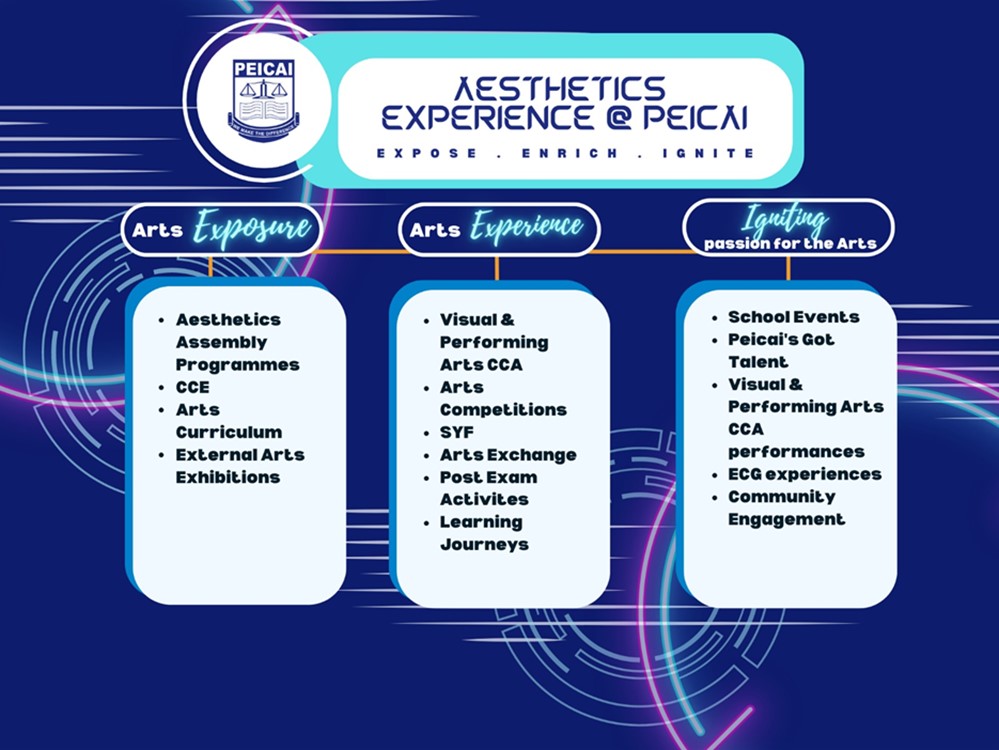 PEICAI
WE MAKE THE DIFFERENCE
AESTHETICS
EXPERIENCE @ PEICAI
EXPOSE . ENRICH . IGNITE
Arts Exposure
Arts Experience
Igniting
passion for the Arts
• Aesthetics
Assembly
Programmes
• CCE
• Arts
Curriculum
• External Arts
Exhibitions
• Visual &
Performing
Arts CCA
• Arts
Competitions
• SYF
• Arts Exchange
• Post Exam
Activites
• Learning
Journeys
• School Events
• Peicai's Got
Talent
• Visual &
Performing Arts
CCA
performances
• ECG experiences
• Community
Engagement